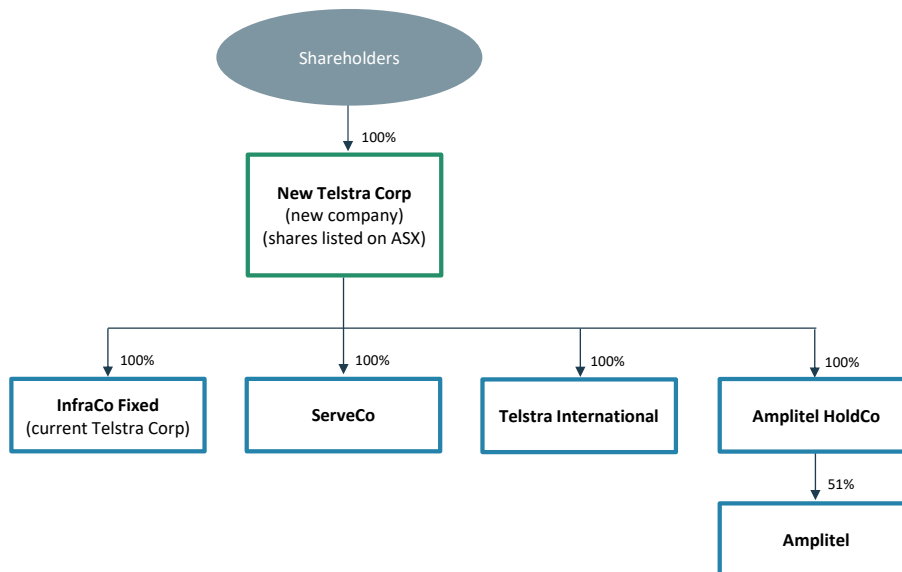 Shareholders
100%
New Telstra Corp
(new company)
(shares listed on ASX)
100%
100%
100%
100%
InfraCo Fixed
(current Telstra Corp)
ServeCo
Telstra International
Amplitel HoldCo
51%
Amplitel